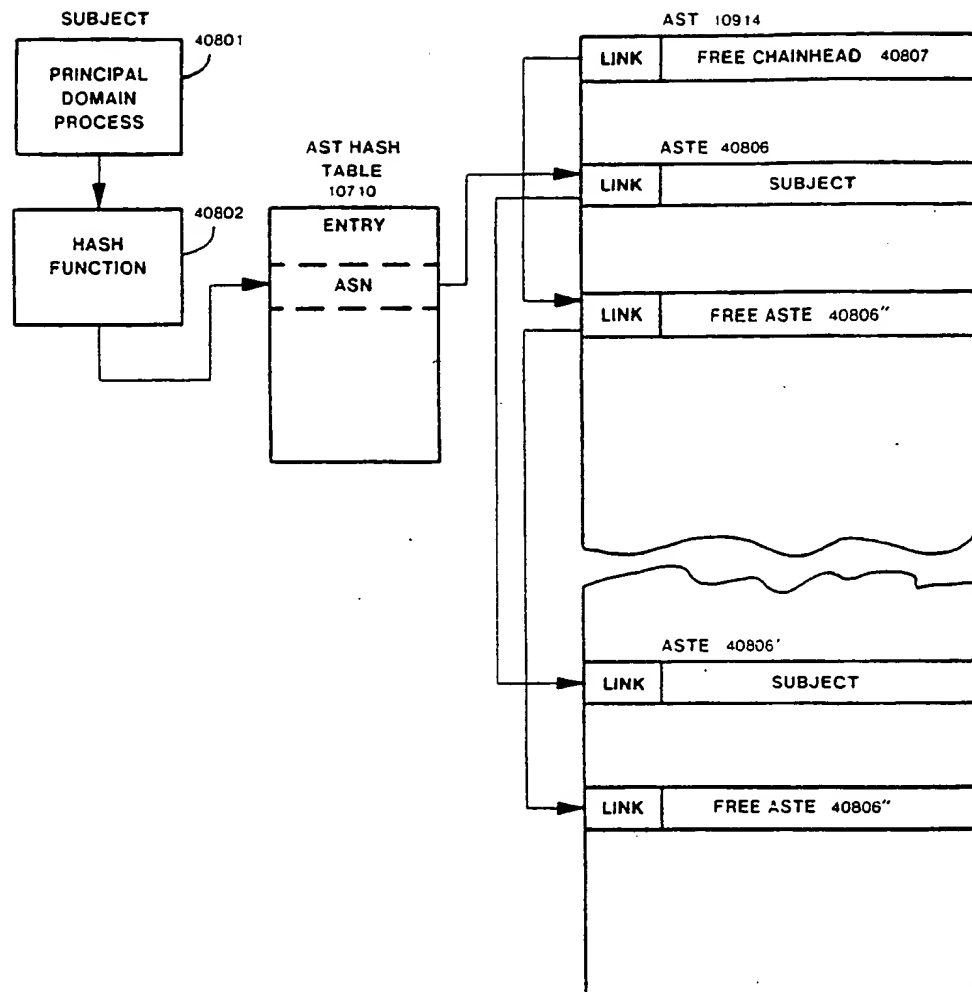 SUBJECT
40801
PRINCIPAL
DOMAIN
PROCESS
40802
HASH
FUNCTION
AST HASH
TABLE
10710
ENTRY
ASN
AST 10914
LINK FREE CHAINHEAD 40807
ASTE 40806
LINK SUBJECT
LINK FREE ASTE 40806"
ASTE 40806'
LINK SUBJECT
LINK FREE ASTE 40806"